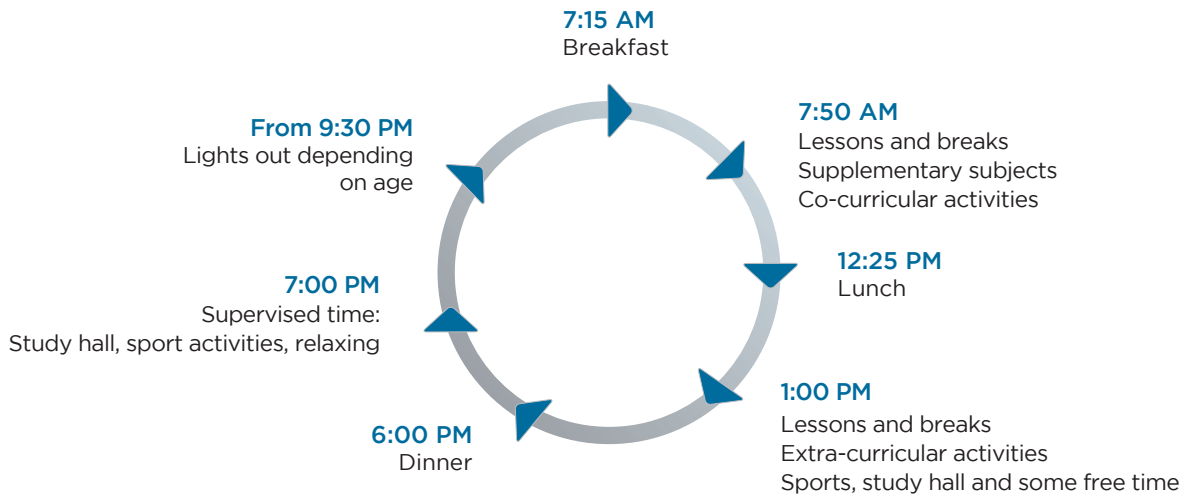 7:15 AM
Breakfast
7:50 AM
Lessons and breaks
Supplementary subjects
Co-curricular activities
12:25 PM
Lunch
1:00 PM
Lessons and breaks
Extra-curricular activities
Sports, study hall and some free time
6:00 PM
Dinner
7:00 PM
Supervised time:
Study hall, sport activities, relaxing
From 9:30 PM
Lights out depending
on age